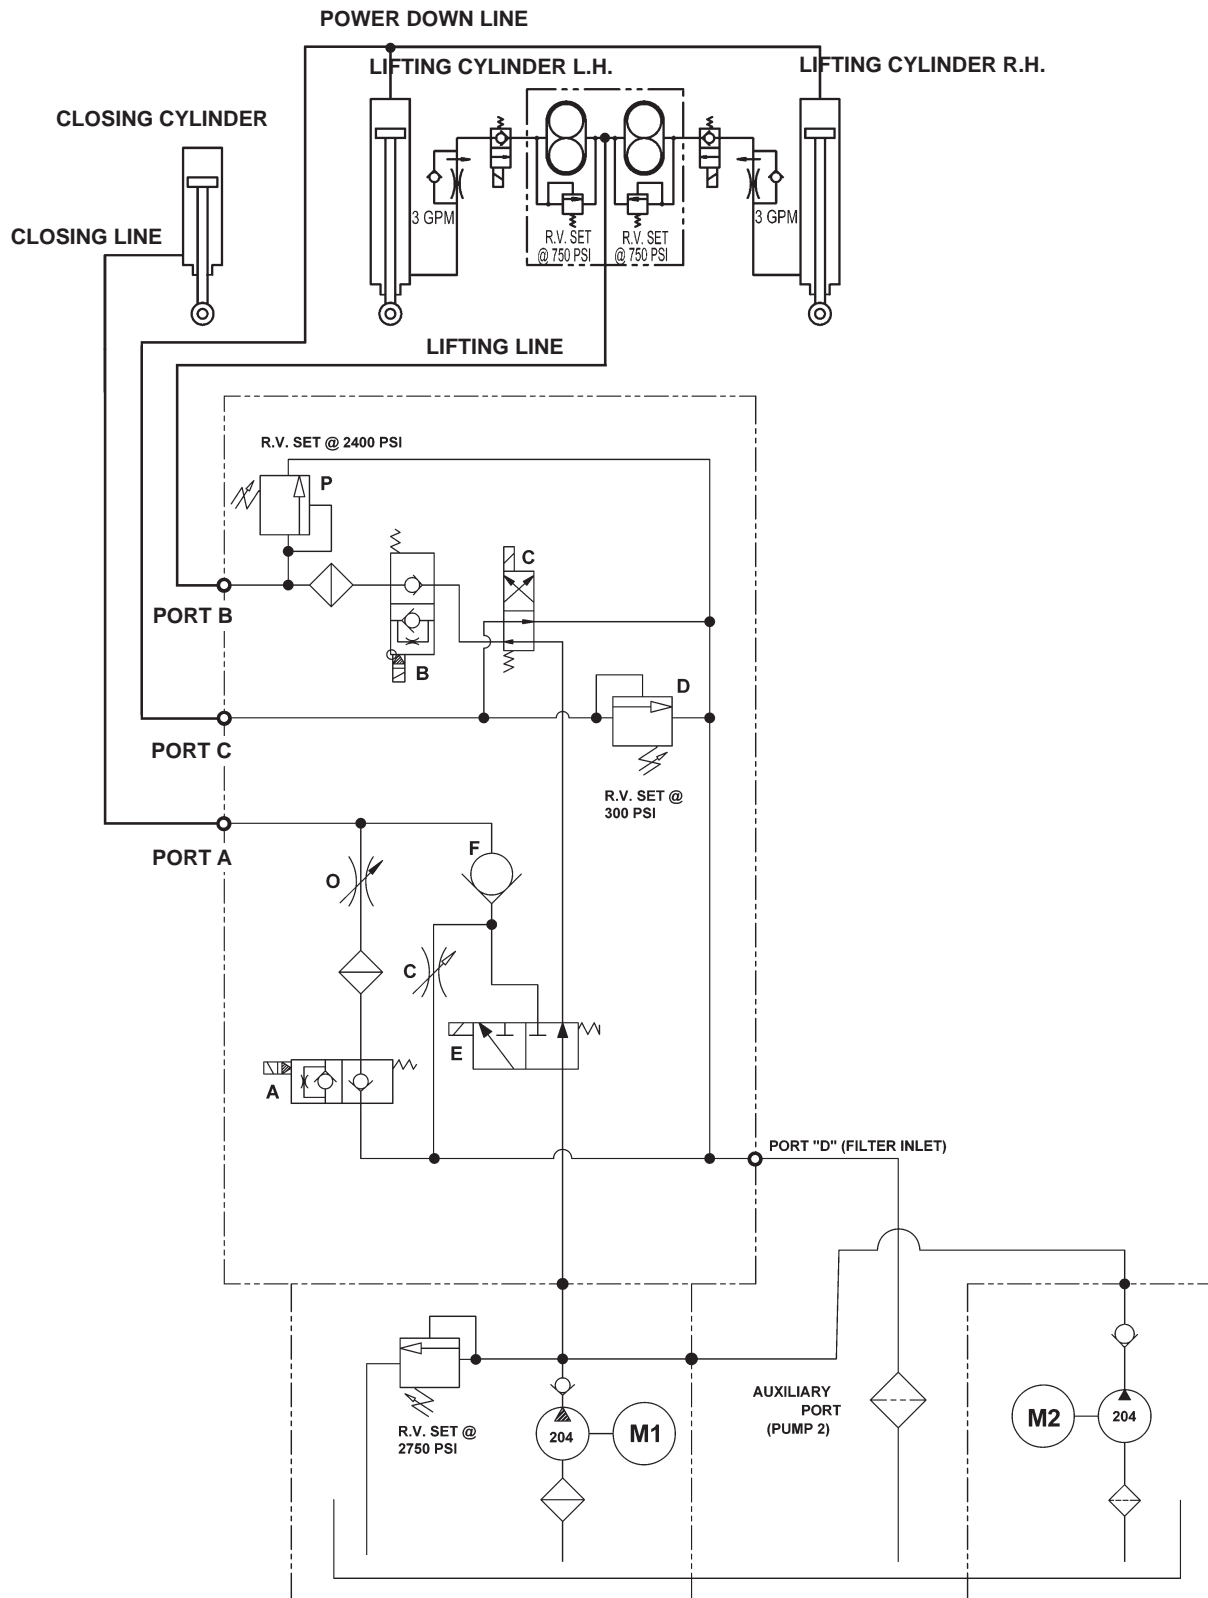 POWER DOWN LINE
LIFTING CYLINDER L.H.
LIFTING CYLINDER R.H.
CLOSING CYLINDER
3 GPM
3 GPM
R.V. SET
@ 750 PSI
R.V. SET
@ 750 PSI
CLOSING LINE
LIFTING LINE
R.V. SET @ 2400 PSI
P
C
PORT B
B
D
PORT C
R.V. SET @
300 PSI
PORT A
F
O
C
E
A
PORT "D" (FILTER INLET)
AUXILIARY
PORT
(PUMP 2)
R.V. SET @
2750 PSI
204
M1
M2
204